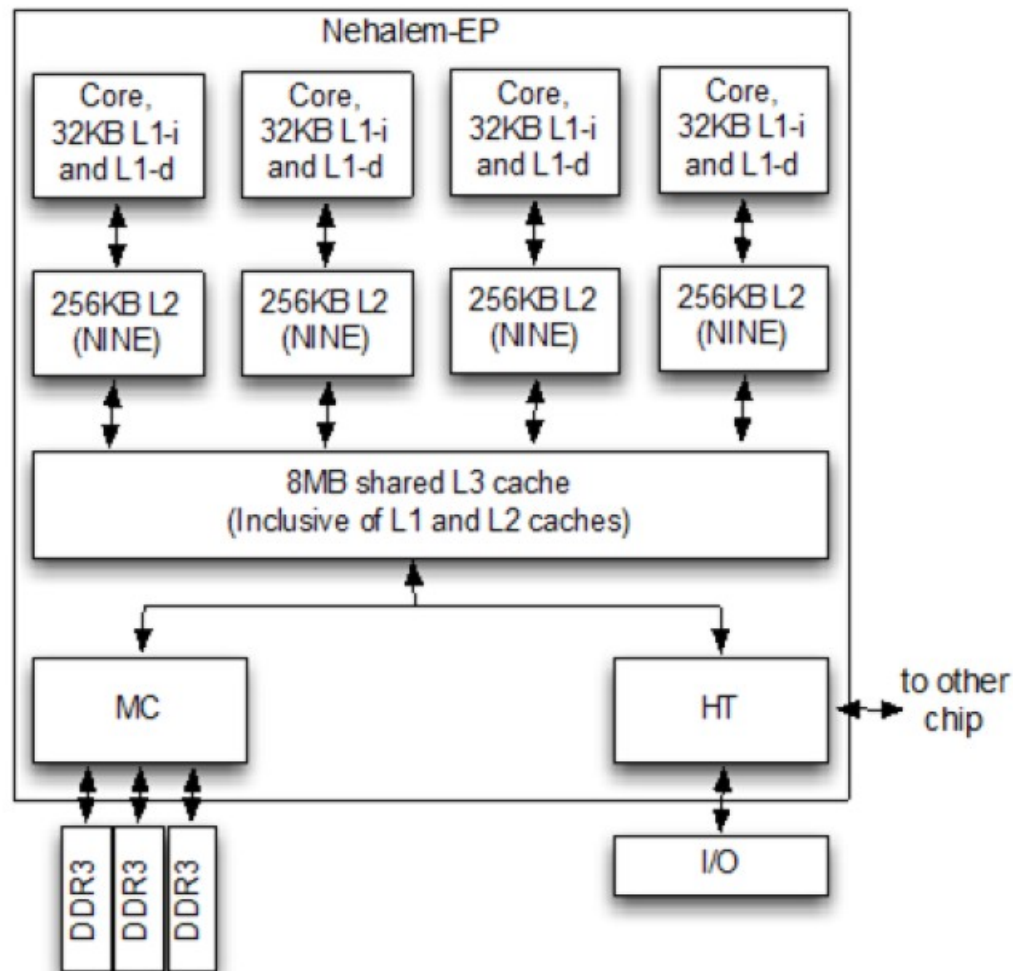 Nehalem-EP
Core,
32KB L1-i
and L1-d
Core,
32KB L1-i
and L1-d
Core,
32KB L1-i
and L1-d
Core,
32KB L1-i
and L1-d
256KB L2
(NINE)
256KB L2
(NINE)
256KB L2
(NINE)
256KB L2
(NINE)
8MB shared L3 cache
(Inclusive of L1 and L2 caches)
MC
HT
to other
chip
DDR3
DDR3
DDR3
I/O